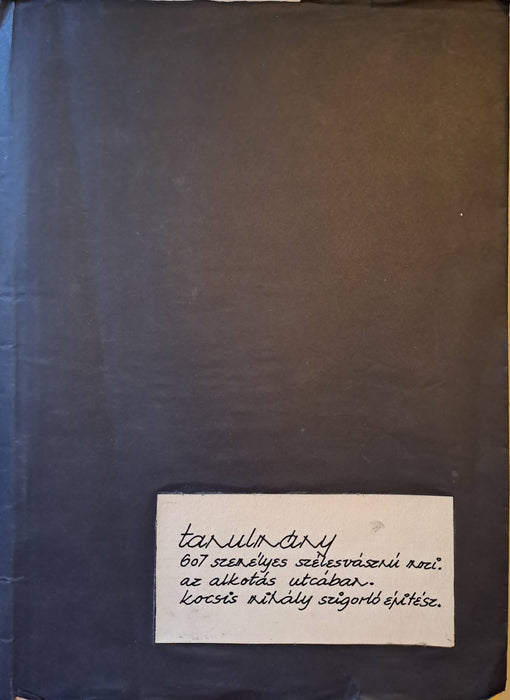 tanulmány
607 személyes szélesvásznú mozi.
az alkotás utcában.
kocsis mihály szigorló építész.